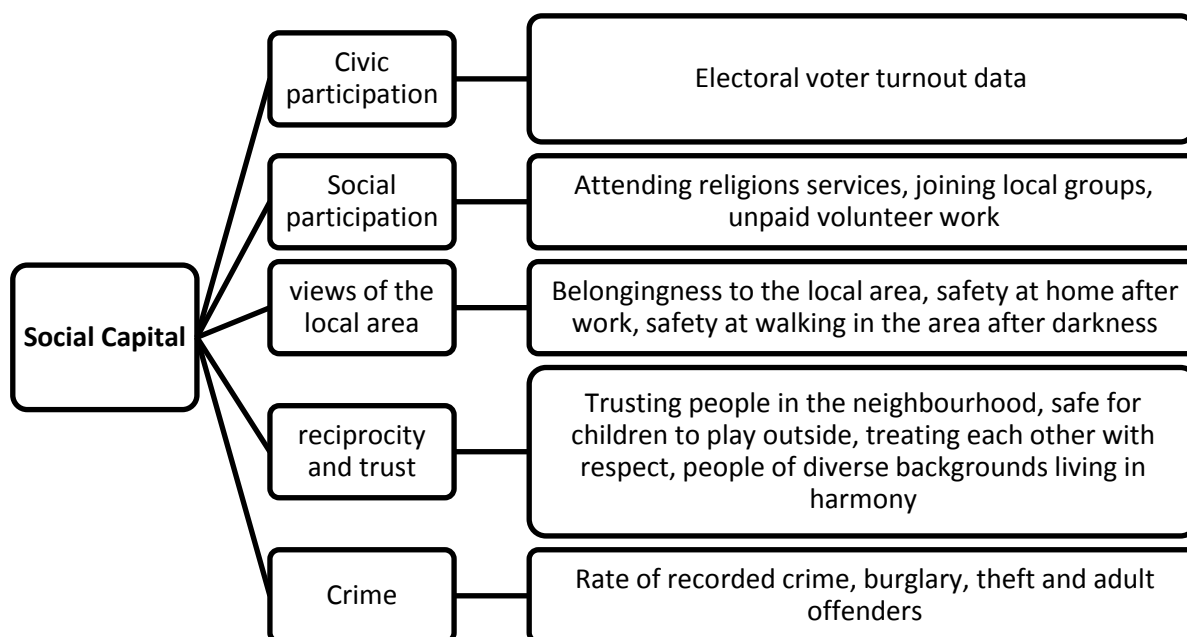 Social Capital
Civic
participation
Electoral voter turnout data
Social
participation
Attending religions services, joining local groups,
unpaid volunteer work
views of the
local area
Belongingness to the local area, safety at home after
work, safety at walking in the area after darkness
reciprocity
and trust
Trusting people in the neighbourhood, safe for
children to play outside, treating each other with
respect, people of diverse backgrounds living in
harmony
Crime
Rate of recorded crime, burglary, theft and adult
offenders